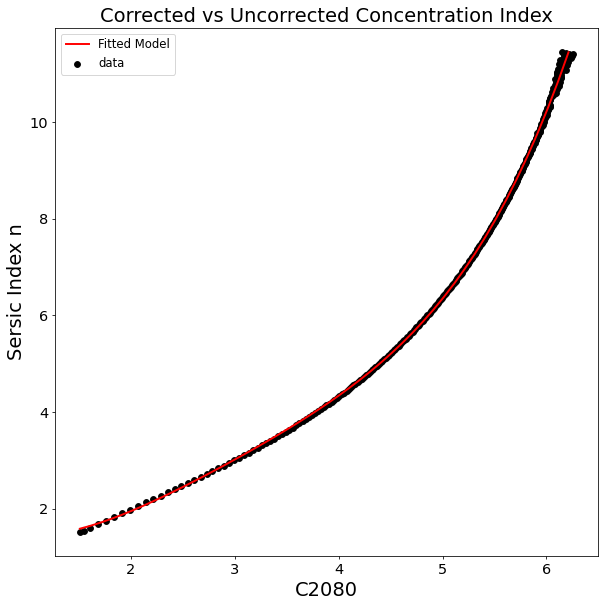 Corrected vs Uncorrected Concentration Index
Fitted Model
data
Sersic Index n
10
8
6
4
2
2 3 4 5 6
C2080